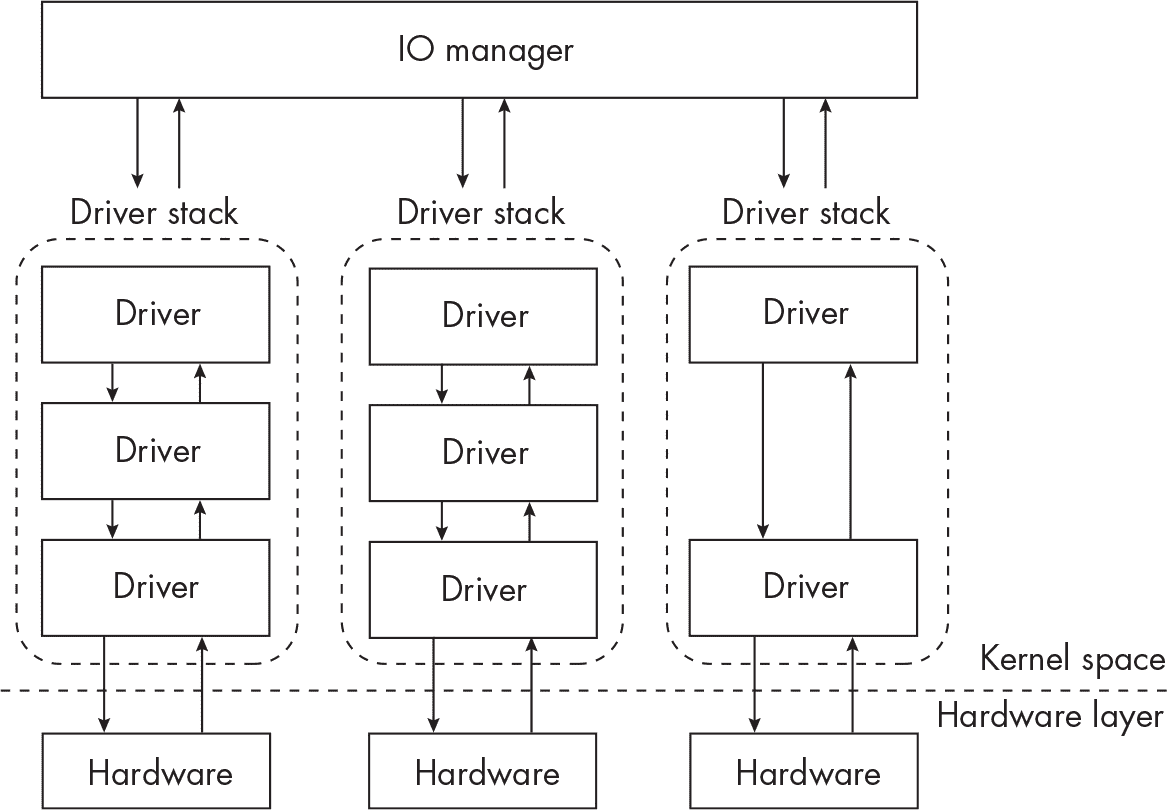 IO manager
Driver stack
Driver stack
Driver stack
Driver
Driver
Driver
Driver
Driver
Driver
Driver
Driver
Kernel space
Hardware layer
Hardware
Hardware
Hardware